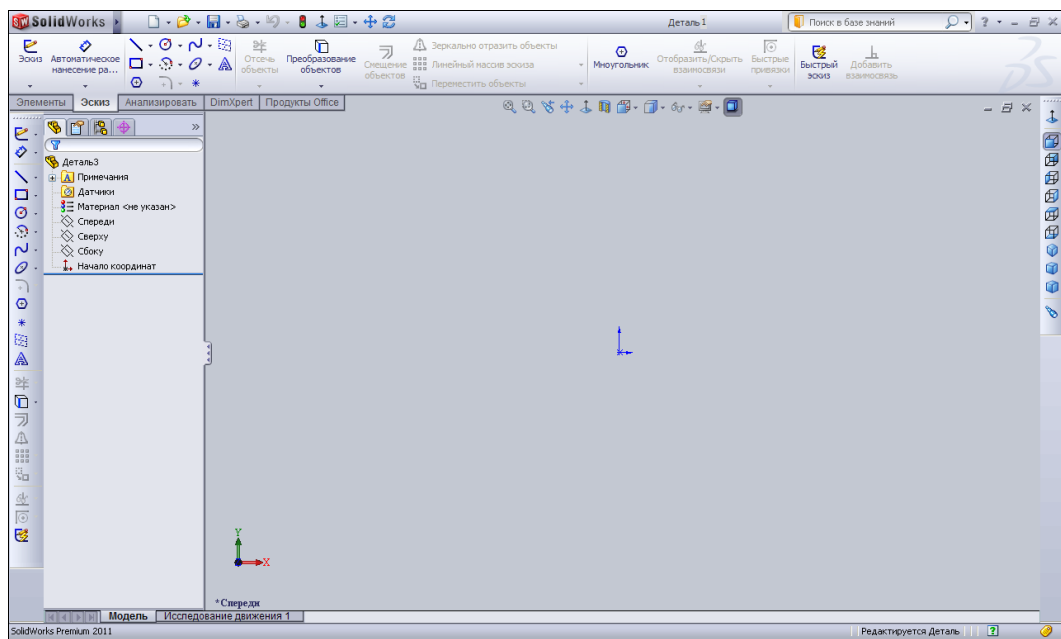 SolidWorks
Деталь1
Поиск в базе знаний
Эскиз
Автоматическое нанесение ра...
Отсечь объекты
Преобразование объектов
Смещение объектов
Зеркально отразить объекты
Линейный массив эскиза
Переместить объекты
Многоугольник
Отобразить/Скрыть взаимосвязи
Быстрые привязки
Быстрый эскиз
Добавить взаимосвязь
Элементы
Эскиз
Анализировать
DimXpert
Продукты Office
Деталь3
Примечания
Датчики
Материал <не указан>
Спереди
Сверху
Сбоку
Начало координат
Y
X
*Спереди
Модель
Исследование движения 1
SolidWorks Premium 2011
Редактируется Деталь